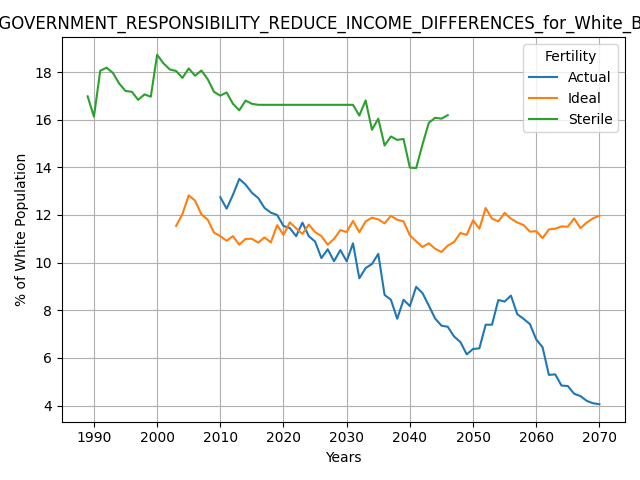 GOVERNMENT_RESPONSIBILITY_REDUCE_INCOME_DIFFERENCES_for_White_B
Fertility
Actual
Ideal
Sterile
% of White Population
18
16
14
12
10
8
6
4
1990 2000 2010 2020 2030 2040 2050 2060 2070
Years